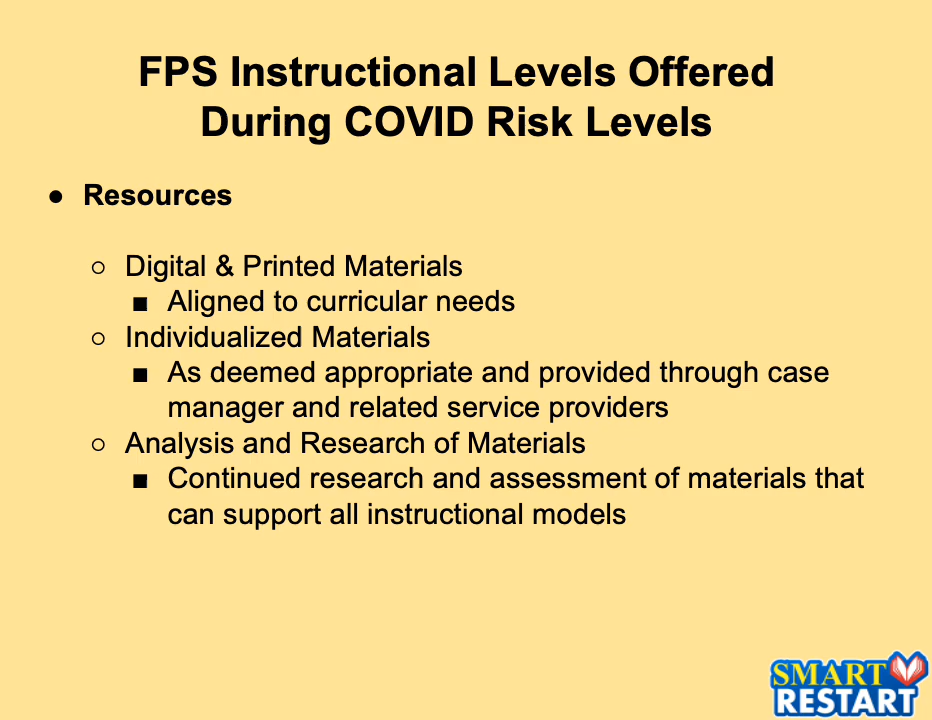 FPS Instructional Levels Offered
During COVID Risk Levels
● Resources
○ Digital & Printed Materials
■ Aligned to curricular needs
○ Individualized Materials
■ As deemed appropriate and provided through case
manager and related service providers
○ Analysis and Research of Materials
■ Continued research and assessment of materials that
can support all instructional models
SMART
RESTART